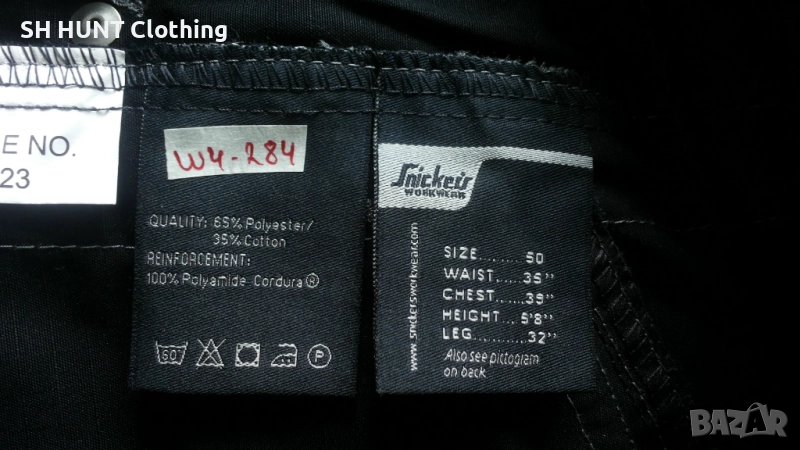 SH HUNT Clothing
E NO.
23
W4-284
QUALITY: 65% Polyester/
35% Cotton
REINFORCEMENT:
100% Polyamide Cordura®
60
P
Snickers
WORKWEAR
www.snickersworkwear.com
SIZE........ 50
WAIST.....35"
CHEST.....39"
HEIGHT... 5'8"
LEG..........32"
Also see pictogram
on back
BAZAR